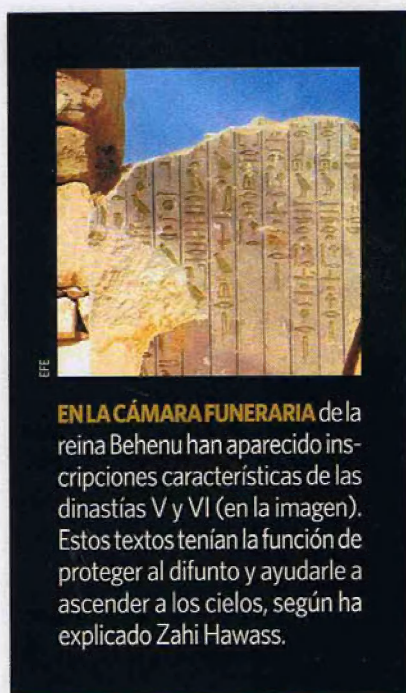 EFE
EN LA CÁMARA FUNERARIA de la
reina Behenu han aparecido ins-
cripciones características de las
dinastías V y VI (en la imagen).
Estos textos tenían la función de
proteger al difunto y ayudarle a
ascender a los cielos, según ha
explicado Zahi Hawass.